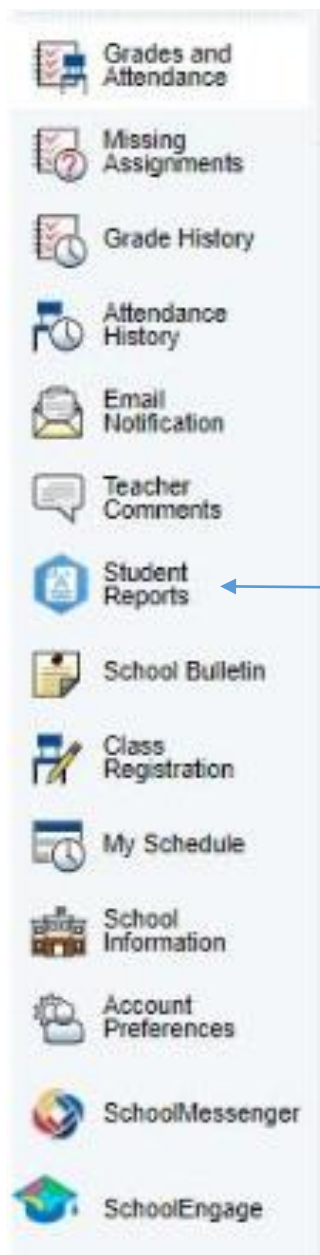 Grades and
Attendance
Missing
Assignments
Grade History
Attendance
History
Email
Notification
Teacher
Comments
Student
Reports
School Bulletin
Class
Registration
My Schedule
School
Information
Account
Preferences
SchoolMessenger
SchoolEngage